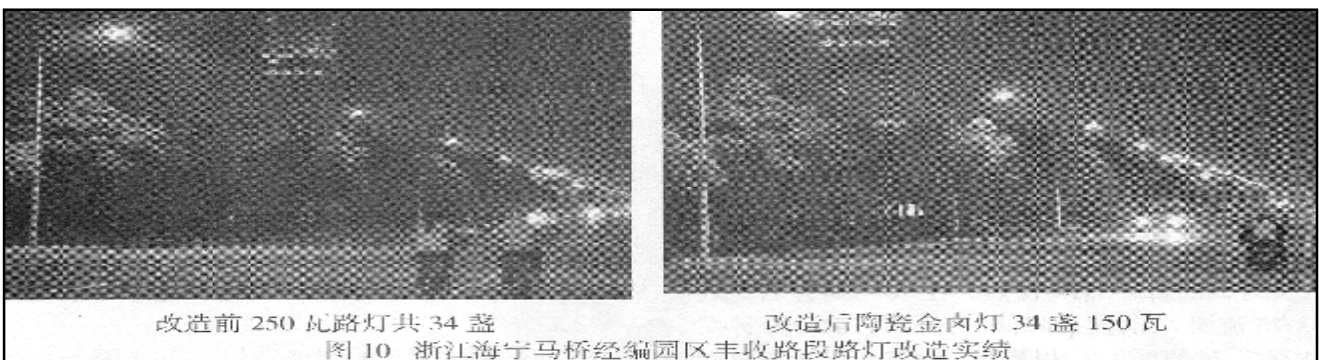 改造前 250 瓦路灯共 34 盏
改造后陶瓷金卤灯 34 盏 150 瓦
图 10 浙江海宁马桥经编园区丰收路段路灯改造实绩